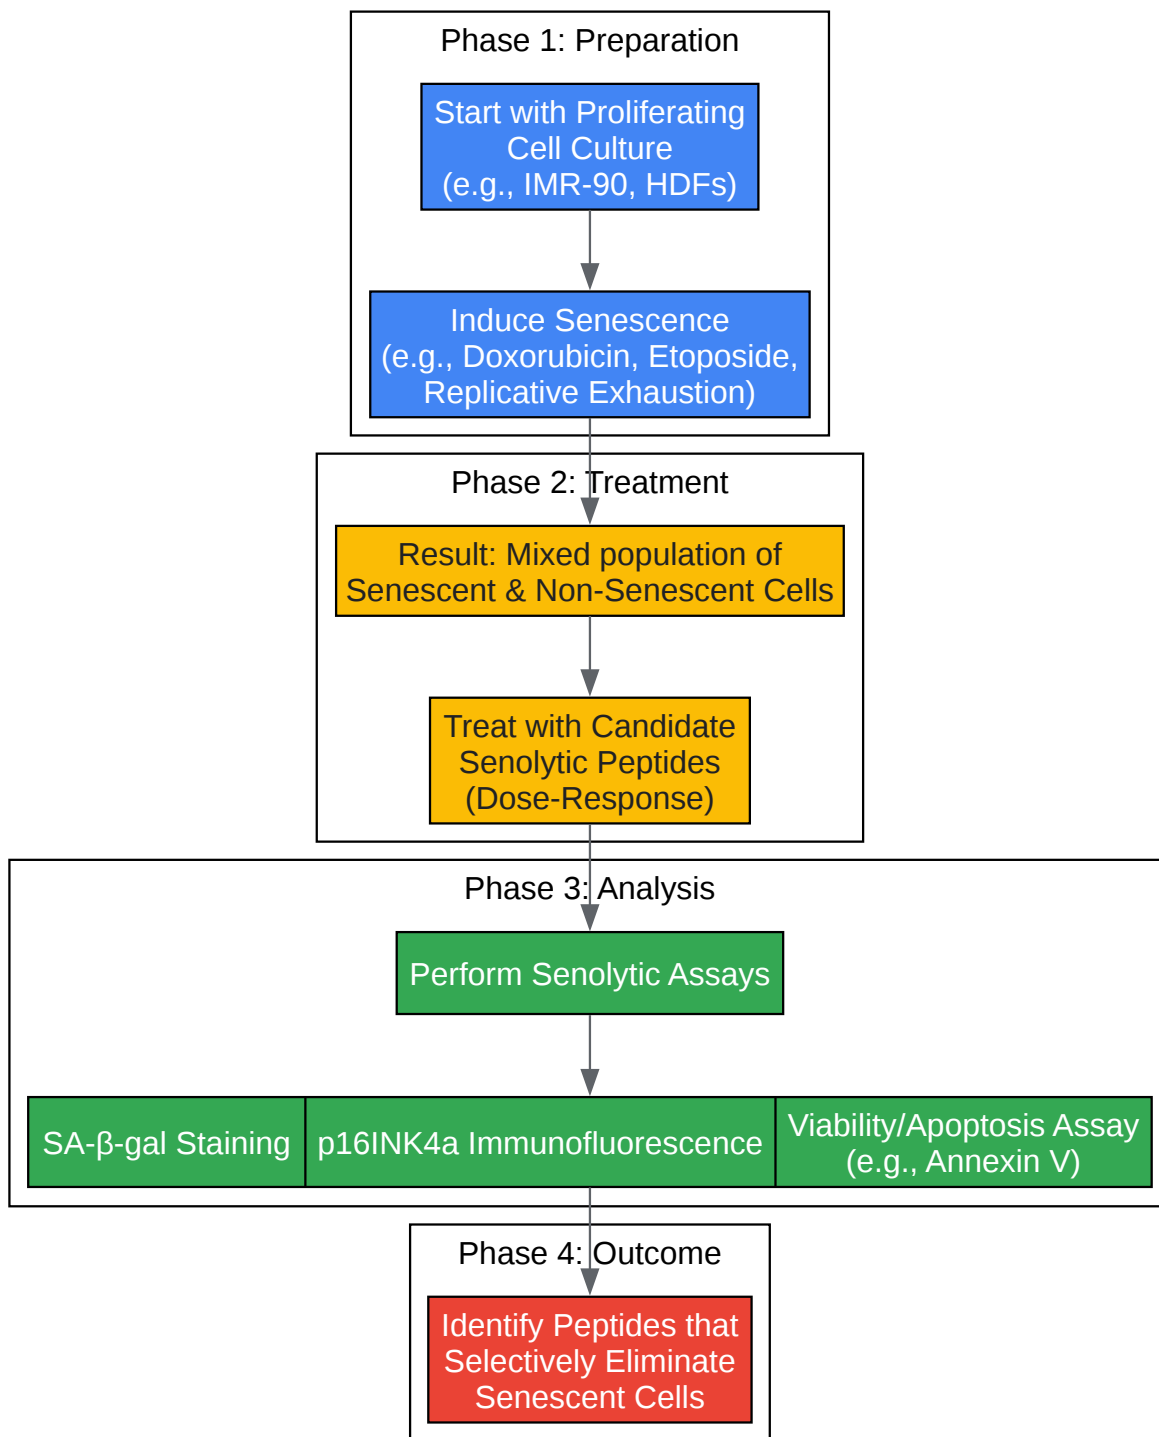 Phase 1: Preparation
Start with Proliferating
Cell Culture
(e.g., IMR-90, HDFs)
Induce Senescence
(e.g., Doxorubicin, Etoposide,
Replicative Exhaustion)
Phase 2: Treatment
Result: Mixed population of
Senescent & Non-Senescent Cells
Treat with Candidate
Senolytic Peptides
(Dose-Response)
Phase 3: Analysis
Perform Senolytic Assays
SA-β-gal Staining
p16INK4a Immunofluorescence
Viability/Apoptosis Assay
(e.g., Annexin V)
Phase 4: Outcome
Identify Peptides that
Selectively Eliminate
Senescent Cells